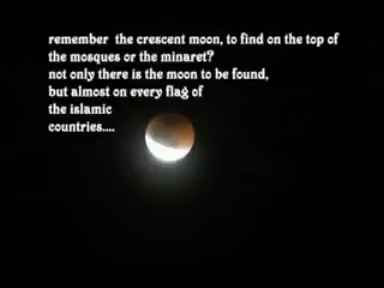 remember  the crescent moon, to find on the top of
the mosques or the minaret?
not only there is the moon to be found,
but almost on every flag of
the islamic
countries....